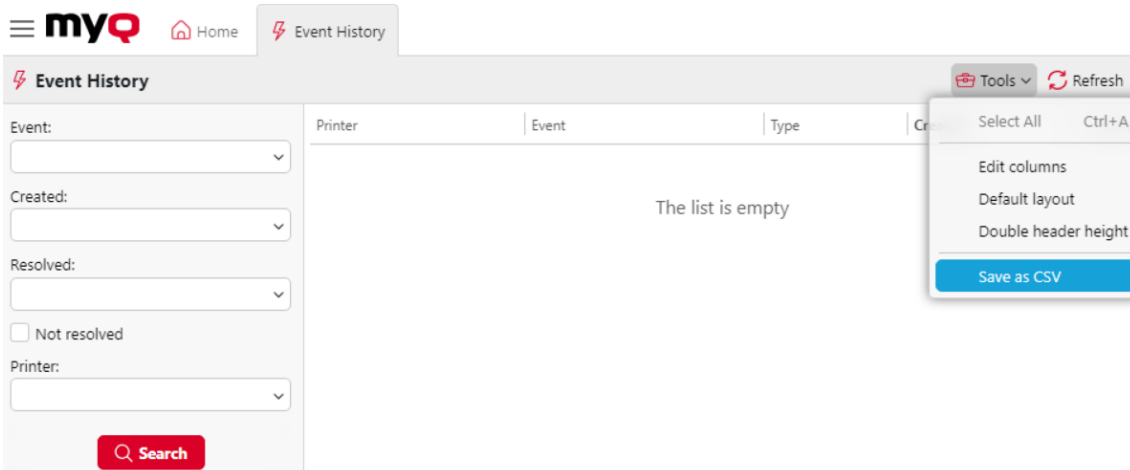 myQ Home Event History
Event History Tools Refresh
Event: Printer Event Type
Select All Ctrl+A
Edit columns
Created: Default layout
The list is empty
Double header height
Resolved:
Save as CSV
Not resolved
Printer:
Search